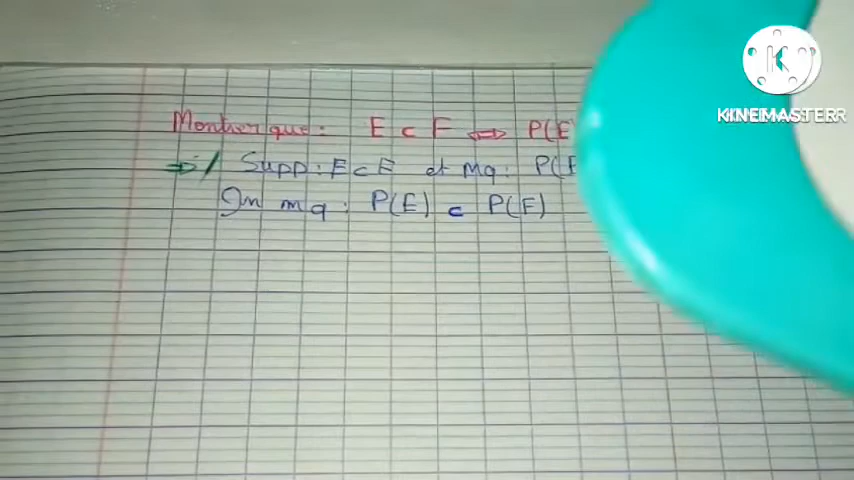 Montrer que : E ⊂ F ⟺ P(E
⇒ / Supp : E ⊂ F et Mq : P(E
On mq : P(E) ⊂ P(F)
KINEMASTER